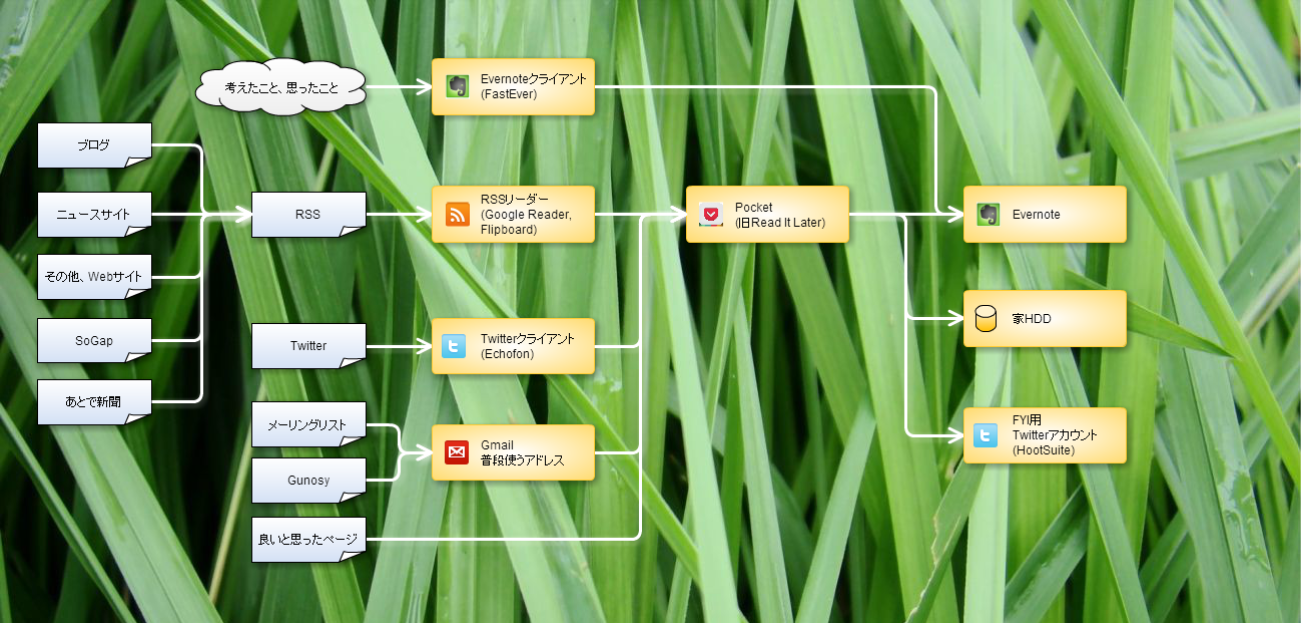 考えたこと、思ったこと
Evernoteクライアント
(FastEver)
ブログ
ニュースサイト
その他、Webサイト
SoGap
あとで新聞
RSS
RSSリーダー
(Google Reader,
Flipboard)
Pocket
(旧Read It Later)
Evernote
Twitter
Twitterクライアント
(Echofon)
家HDD
メーリングリスト
Gunosy
Gmail
普段使うアドレス
FYI用
Twitterアカウント
(HootSuite)
良いと思ったページ